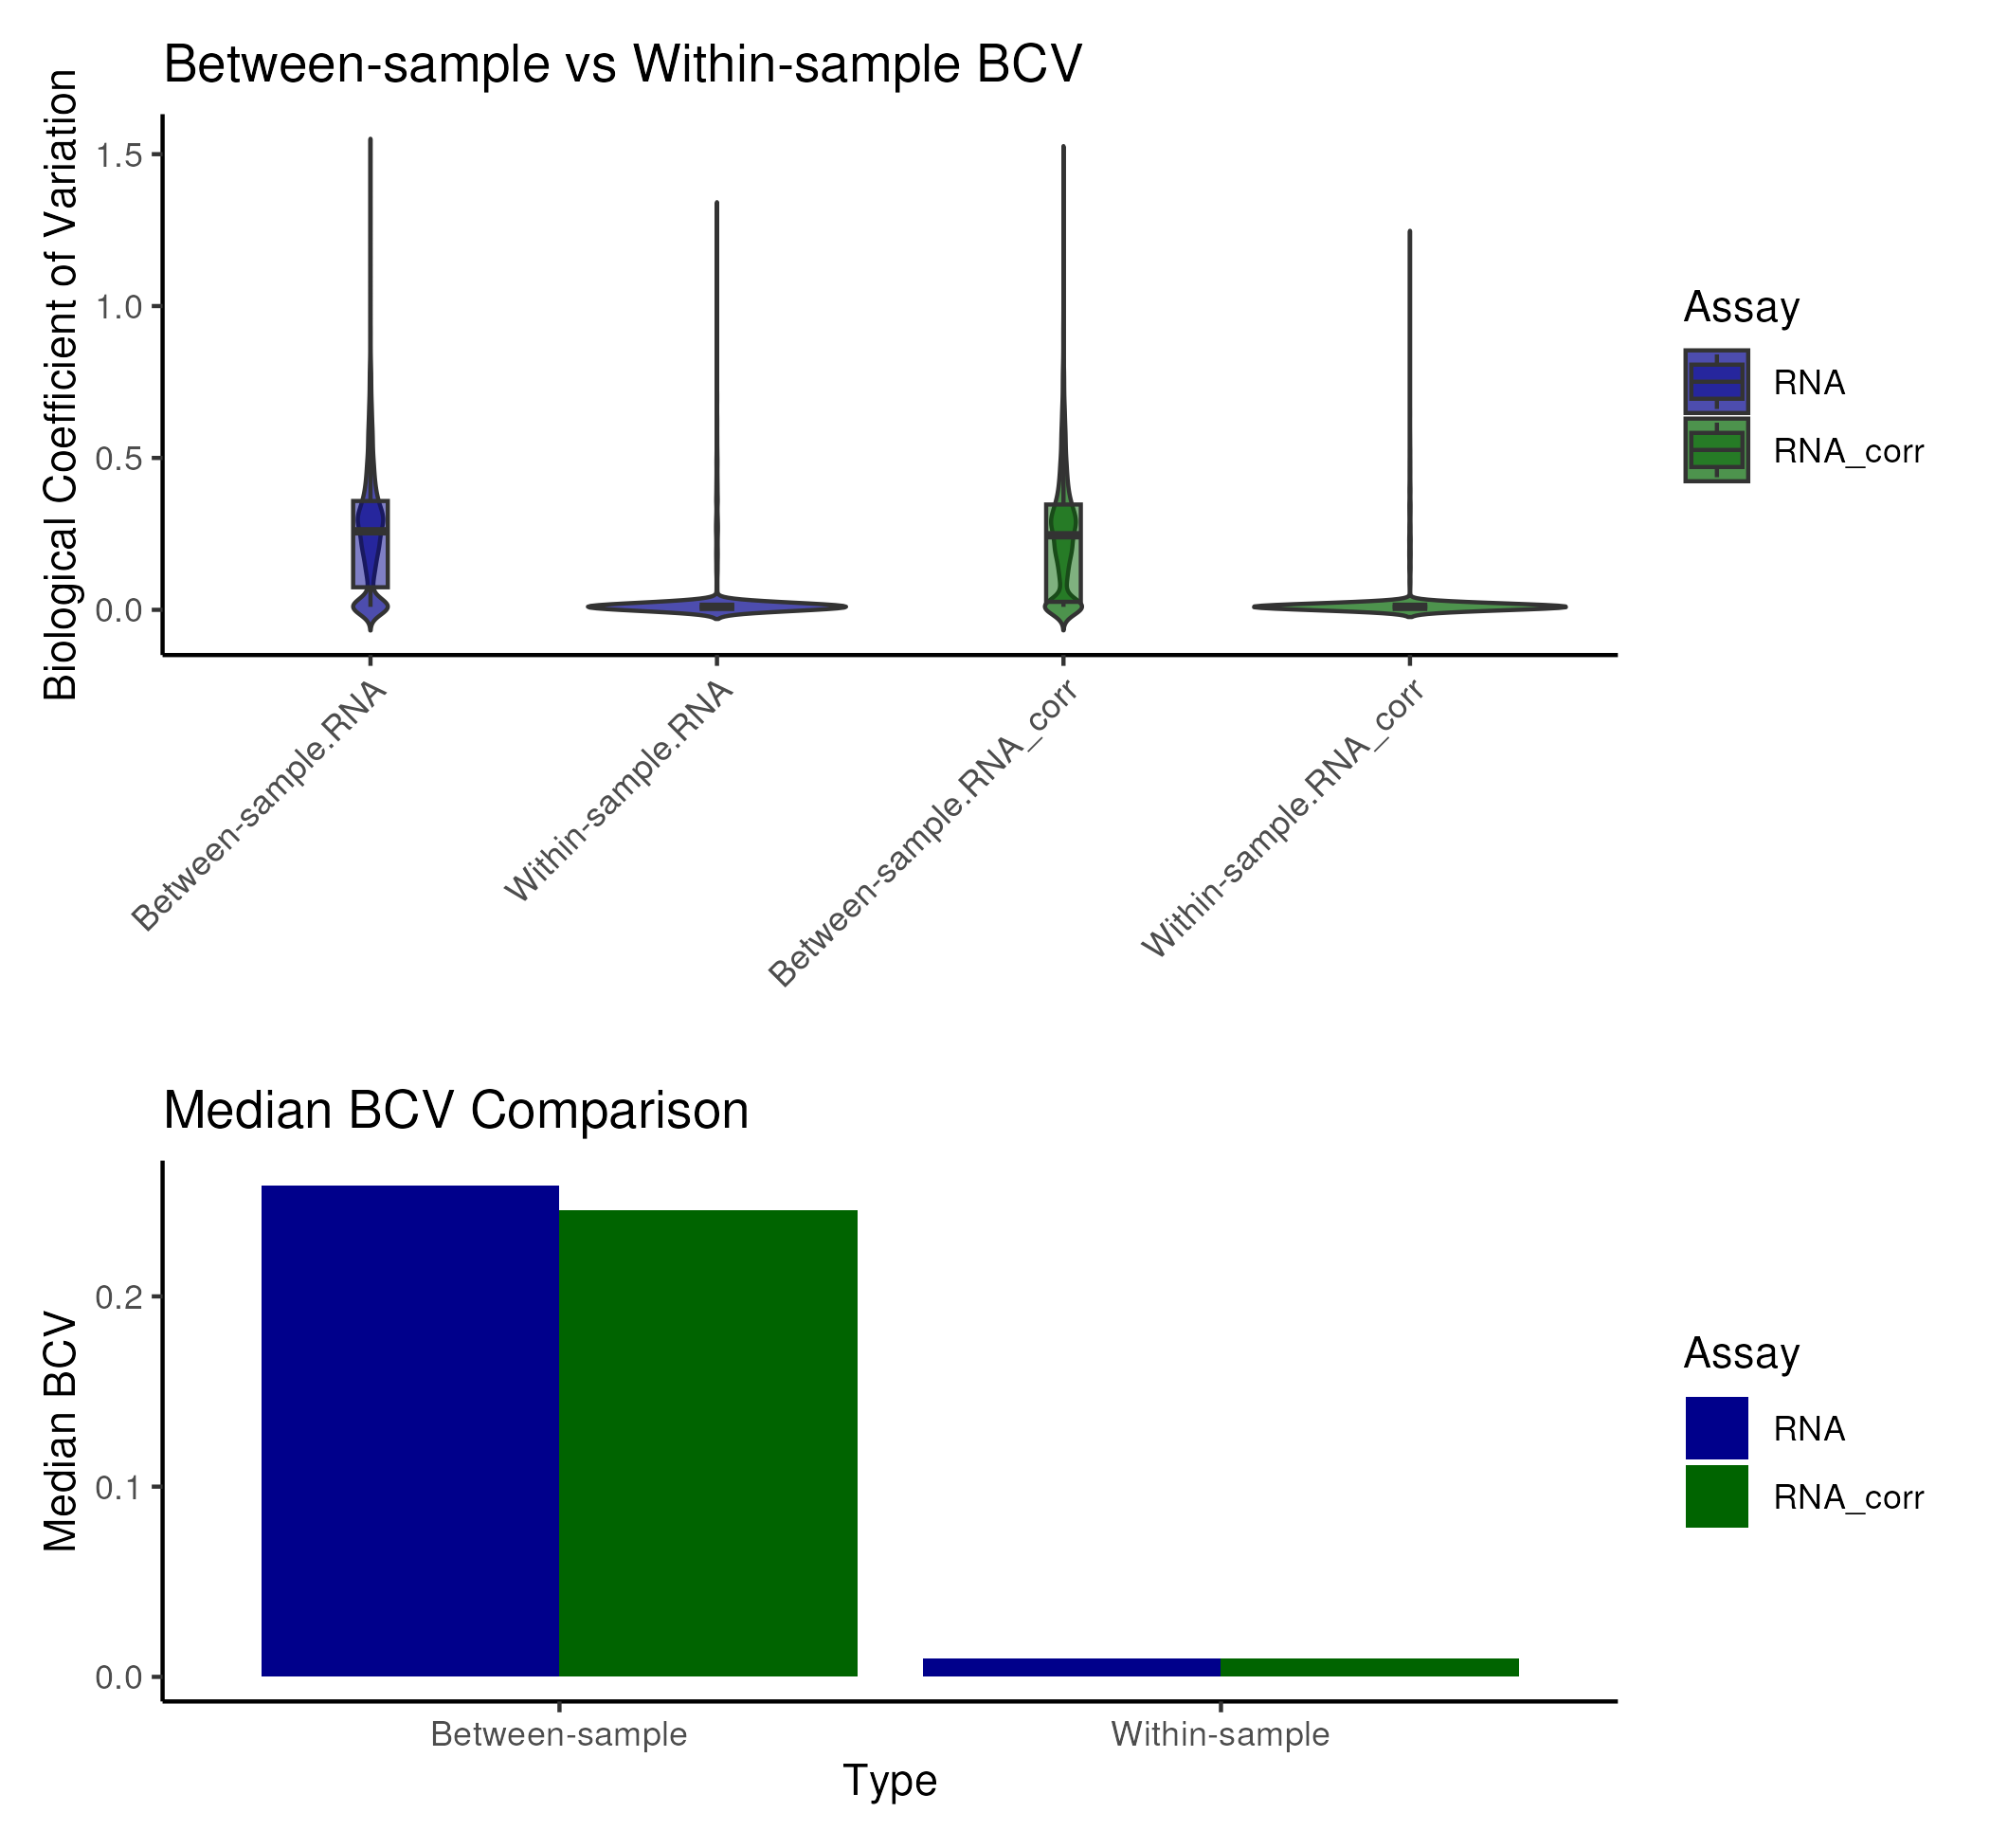 Between-sample vs Within-sample BCV
Biological Coefficient of Variation
1.5
1.0
0.5
0.0
Between-sample.RNA
Within-sample.RNA
Between-sample.RNA_corr
Within-sample.RNA_corr
Assay
RNA
RNA_corr
Median BCV Comparison
Median BCV
0.2
0.1
0.0
Between-sample
Within-sample
Type
Assay
RNA
RNA_corr